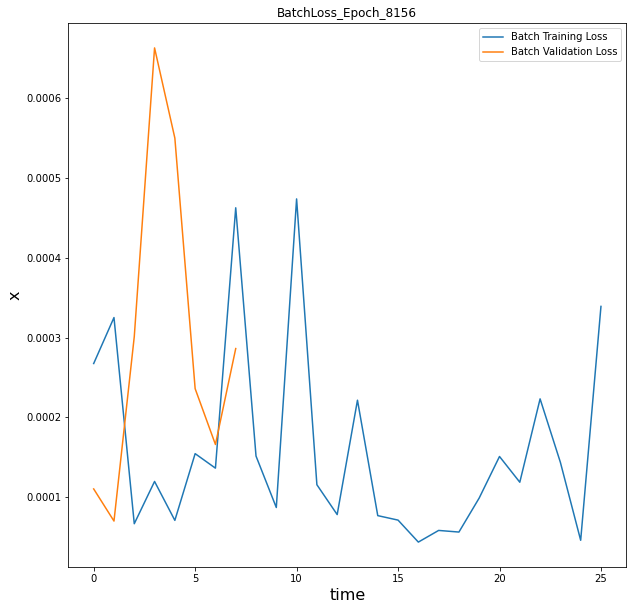 BatchLoss_Epoch_8156
Batch Training Loss
Batch Validation Loss
0.0006
0.0005
0.0004
0.0003
0.0002
0.0001
x
0 5 10 15 20 25
time